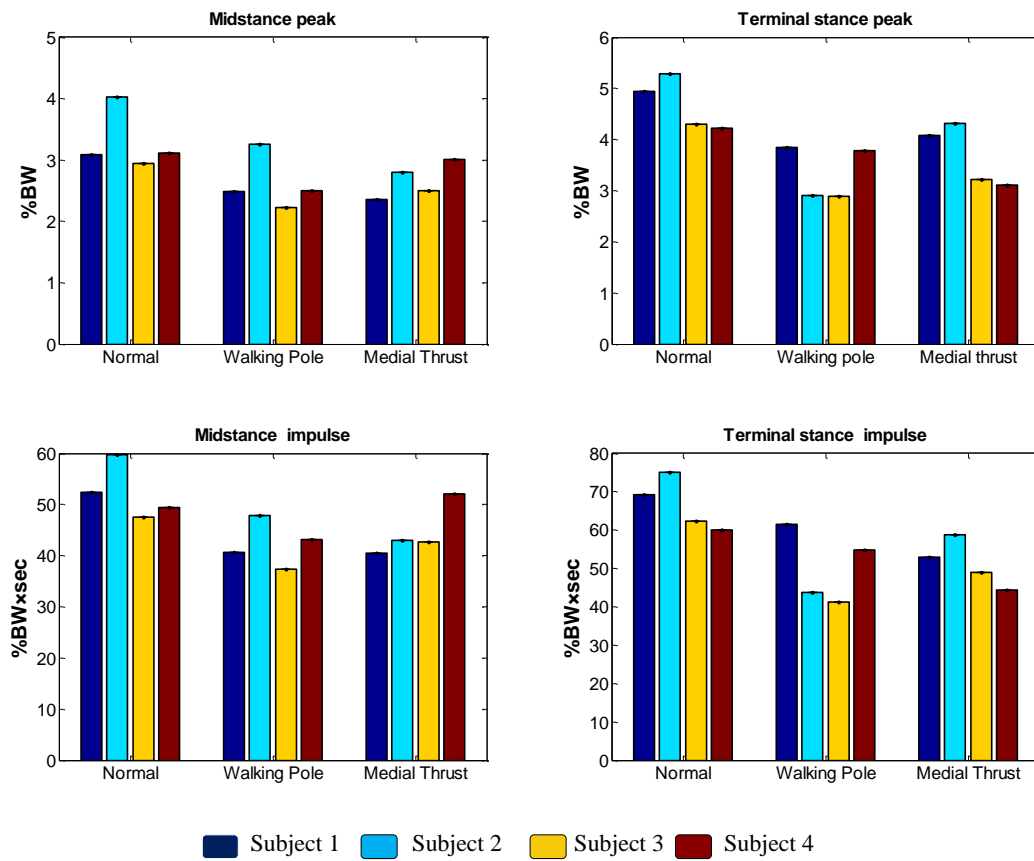 Midstance peak
5
4
3
2
1
0
%BW
Normal
Walking Pole
Medial Thrust
Terminal stance peak
6
5
4
3
2
1
0
%BW
Normal
Walking pole
Medial thrust
Midstance impulse
60
50
40
30
20
10
0
%BW×sec
Normal
Walking Pole
Medial Thrust
Terminal stance impulse
80
70
60
50
40
30
20
10
0
%BW×sec
Normal
Walking Pole
Medial Thrust
Subject 1
Subject 2
Subject 3
Subject 4